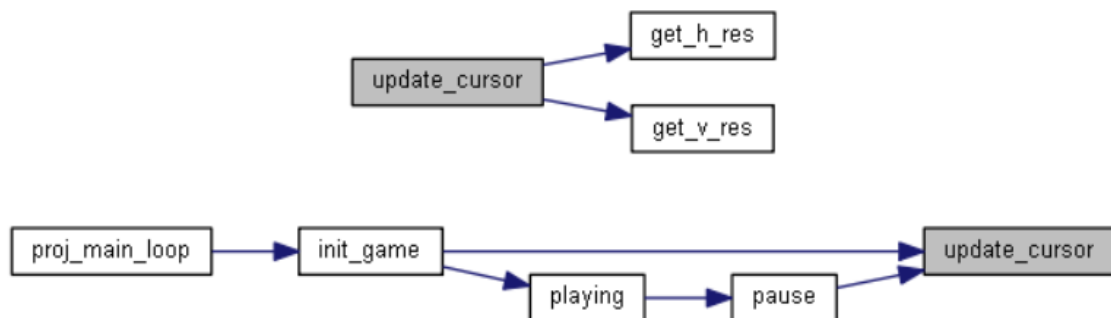 get_h_res
update_cursor
get_v_res
proj_main_loop
init_game
update_cursor
playing
pause